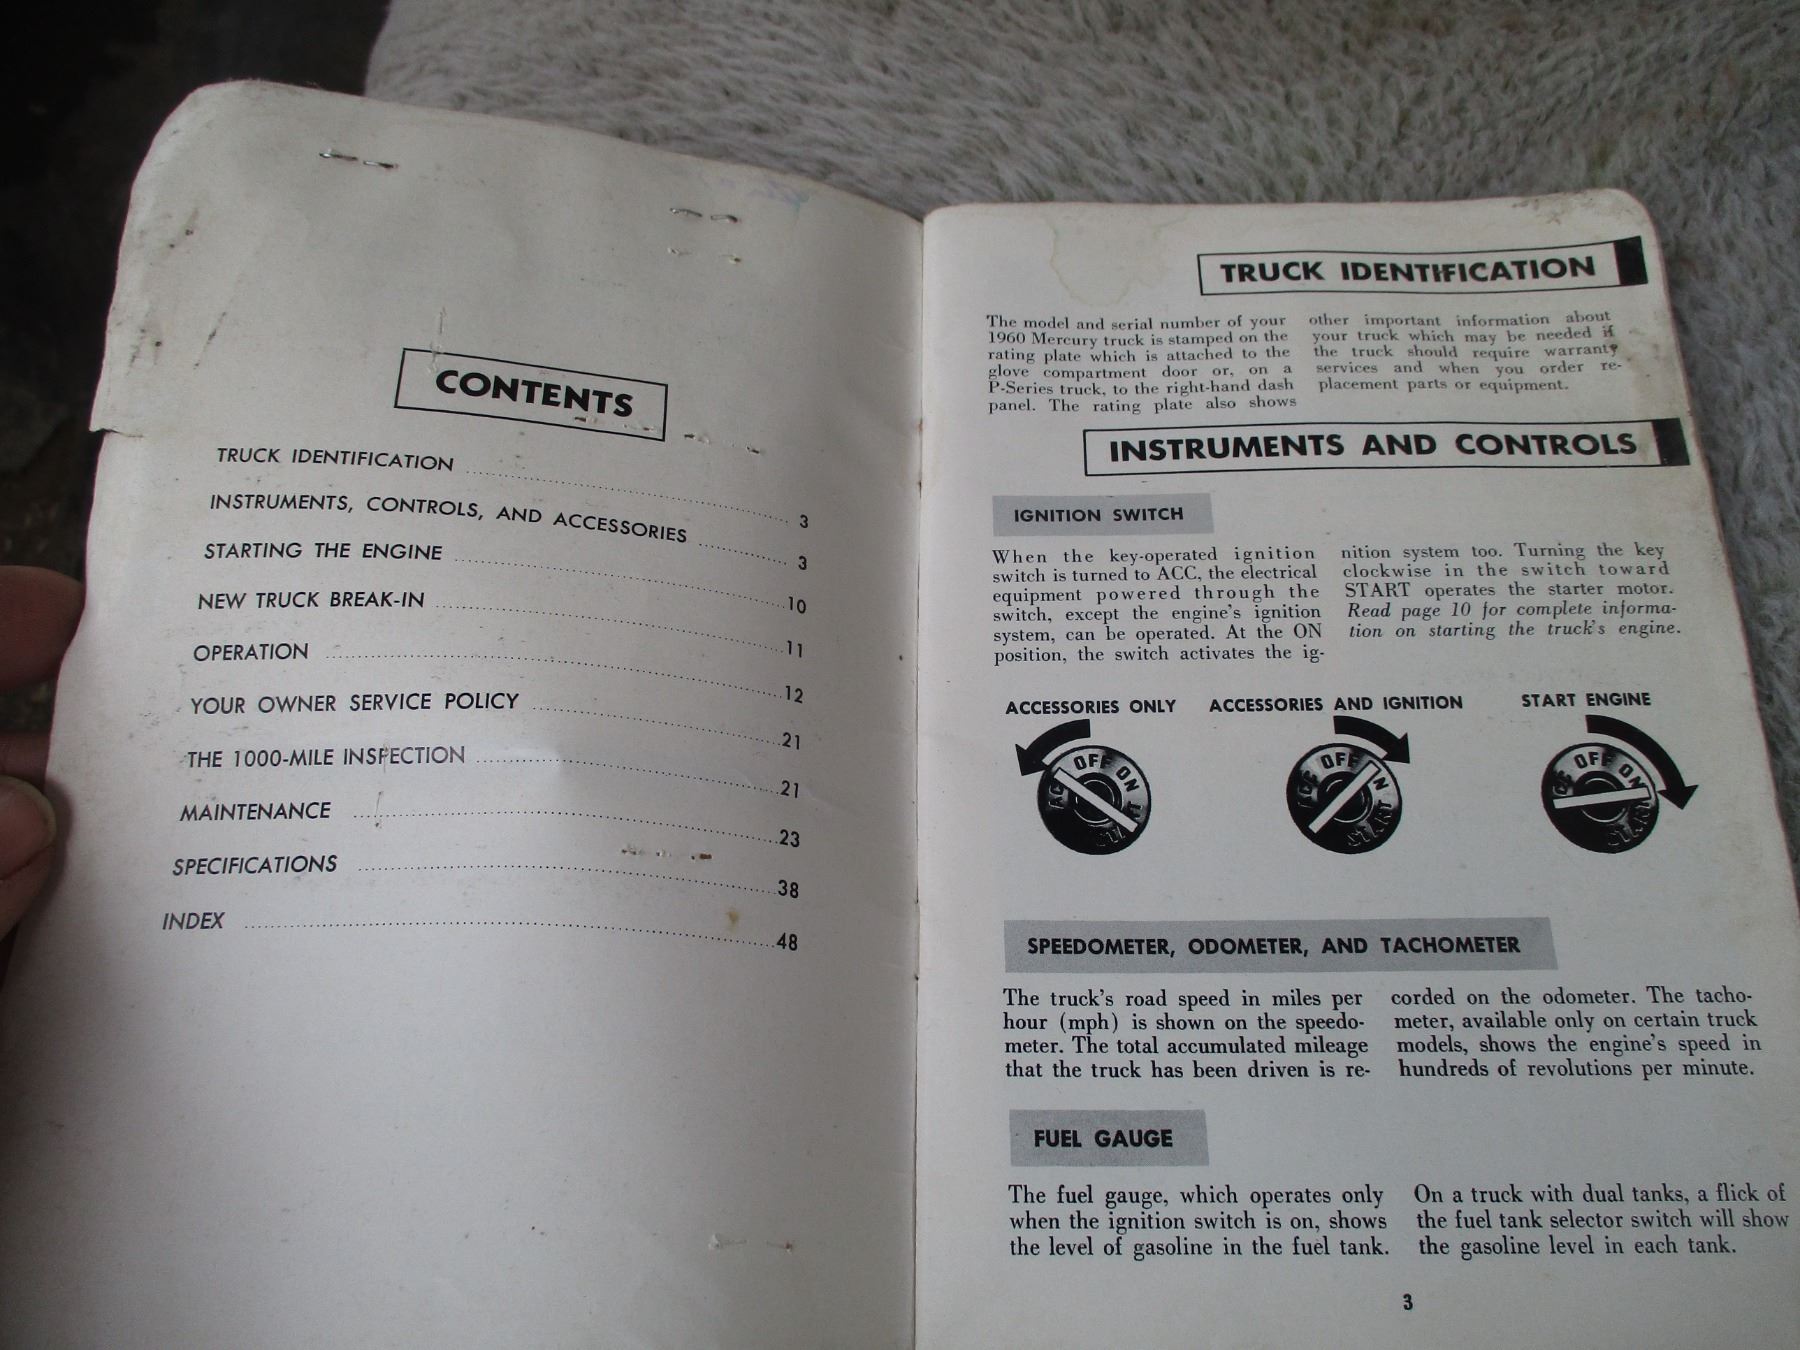 CONTENTS
TRUCK IDENTIFICATION ........ 3
INSTRUMENTS, CONTROLS, AND ACCESSORIES ........ 3
STARTING THE ENGINE ........ 10
NEW TRUCK BREAK-IN ........ 11
OPERATION ........ 12
YOUR OWNER SERVICE POLICY ........ 21
THE 1000-MILE INSPECTION ........ 21
MAINTENANCE ........ 23
SPECIFICATIONS ........ 38
INDEX ........ 48
TRUCK IDENTIFICATION
The model and serial number of your
1960 Mercury truck is stamped on the
rating plate which is attached to the
glove compartment door or, on a
P-Series truck, to the right-hand dash
panel. The rating plate also shows
other important information about
your truck which may be needed if
the truck should require warranty
services and when you order re-
placement parts or equipment.
INSTRUMENTS AND CONTROLS
IGNITION SWITCH
When the key-operated ignition
switch is turned to ACC, the electrical
equipment powered through the
switch, except the engine's ignition
system, can be operated. At the ON
position, the switch activates the ig-
nition system too. Turning the key
clockwise in the switch toward
START operates the starter motor.
Read page 10 for complete informa-
tion on starting the truck's engine.
ACCESSORIES ONLY
OFF ON
START
ACCESSORIES AND IGNITION
OFF
START
START ENGINE
OFF ON
START
SPEEDOMETER, ODOMETER, AND TACHOMETER
The truck's road speed in miles per
hour (mph) is shown on the speedo-
meter. The total accumulated mileage
that the truck has been driven is re-
corded on the odometer. The tacho-
meter, available only on certain truck
models, shows the engine's speed in
hundreds of revolutions per minute.
FUEL GAUGE
The fuel gauge, which operates only
when the ignition switch is on, shows
the level of gasoline in the fuel tank.
On a truck with dual tanks, a flick of
the fuel tank selector switch will show
the gasoline level in each tank.
3